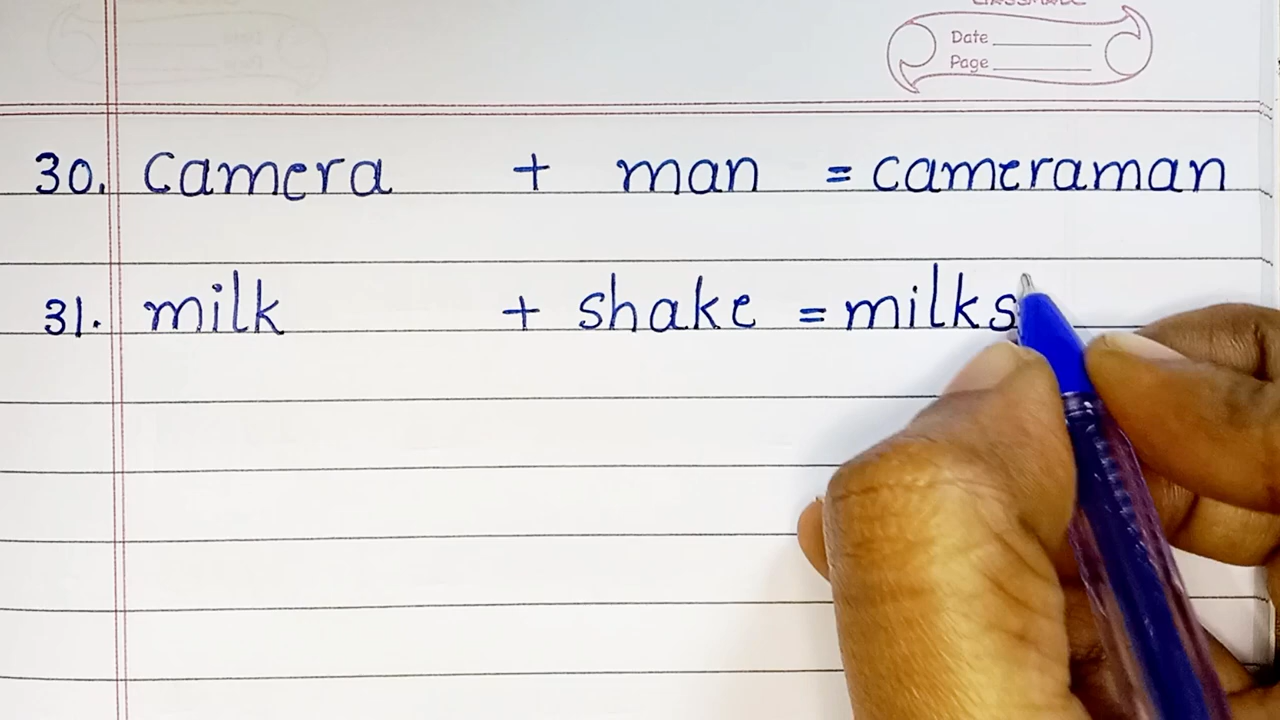 Date
Page
30. Camera + man = cameraman
31. milk + shake = milks